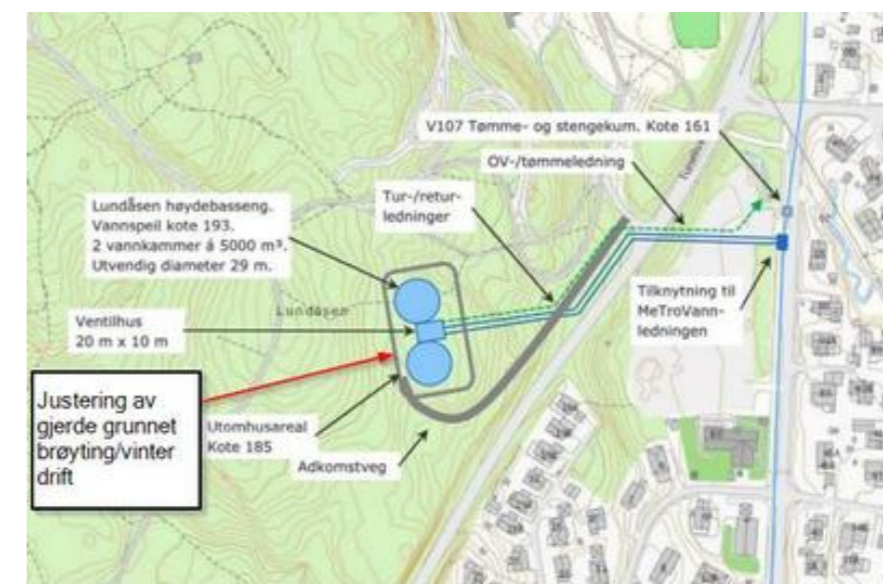 V107 Tømme- og stengekum. Kote 161
OV-/tømmeledning
Tur-/retur-
ledninger
Lundåsen høydebasseng.
Vannspeil kote 193.
2 vannkammer á 5000 m³.
Utvendig diameter 29 m.
Lundåsen
Ventilhus
20 m x 10 m
Tilknytning til
MeTroVann-
ledningen
Justering av
gjerde grunnet
brøyting/vinter
drift
Utomhusareal
Kote 185
Adkomstveg